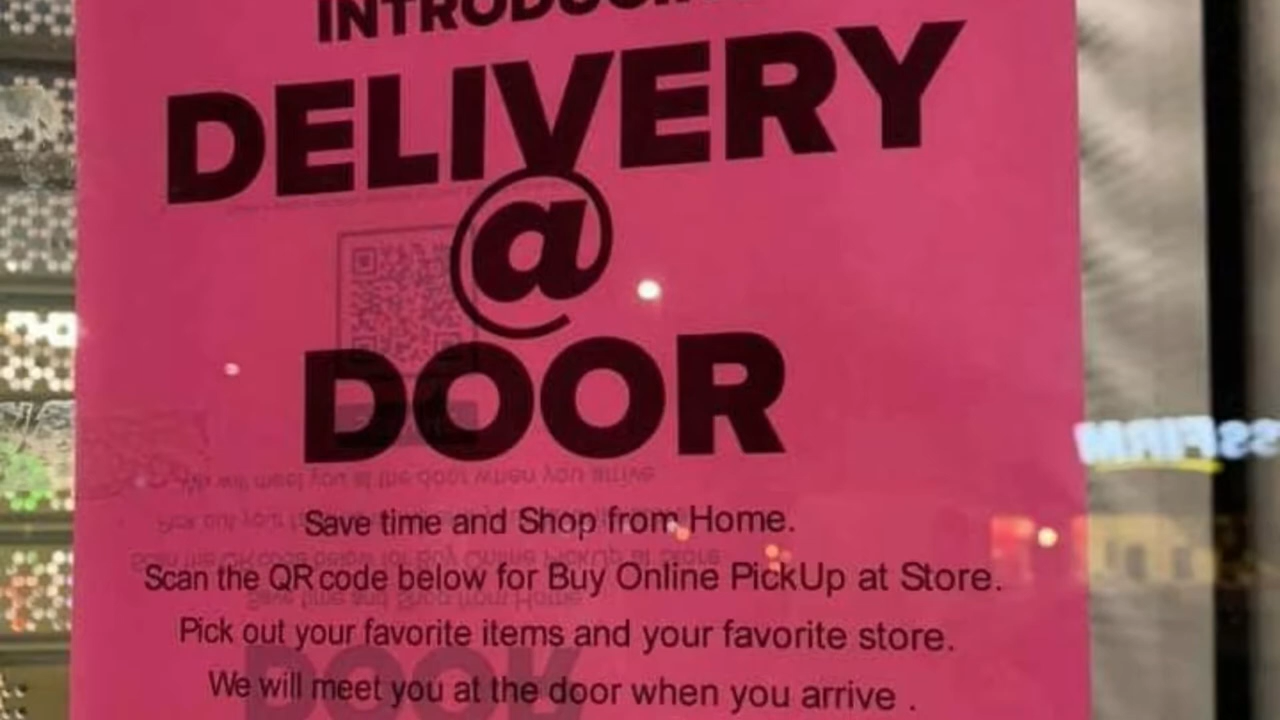 INTRODUCING
DELIVERY
@
DOOR
Save time and Shop from Home.
Scan the QR code below for Buy Online PickUp at Store.
Pick out your favorite items and your favorite store.
We will meet you at the door when you arrive .